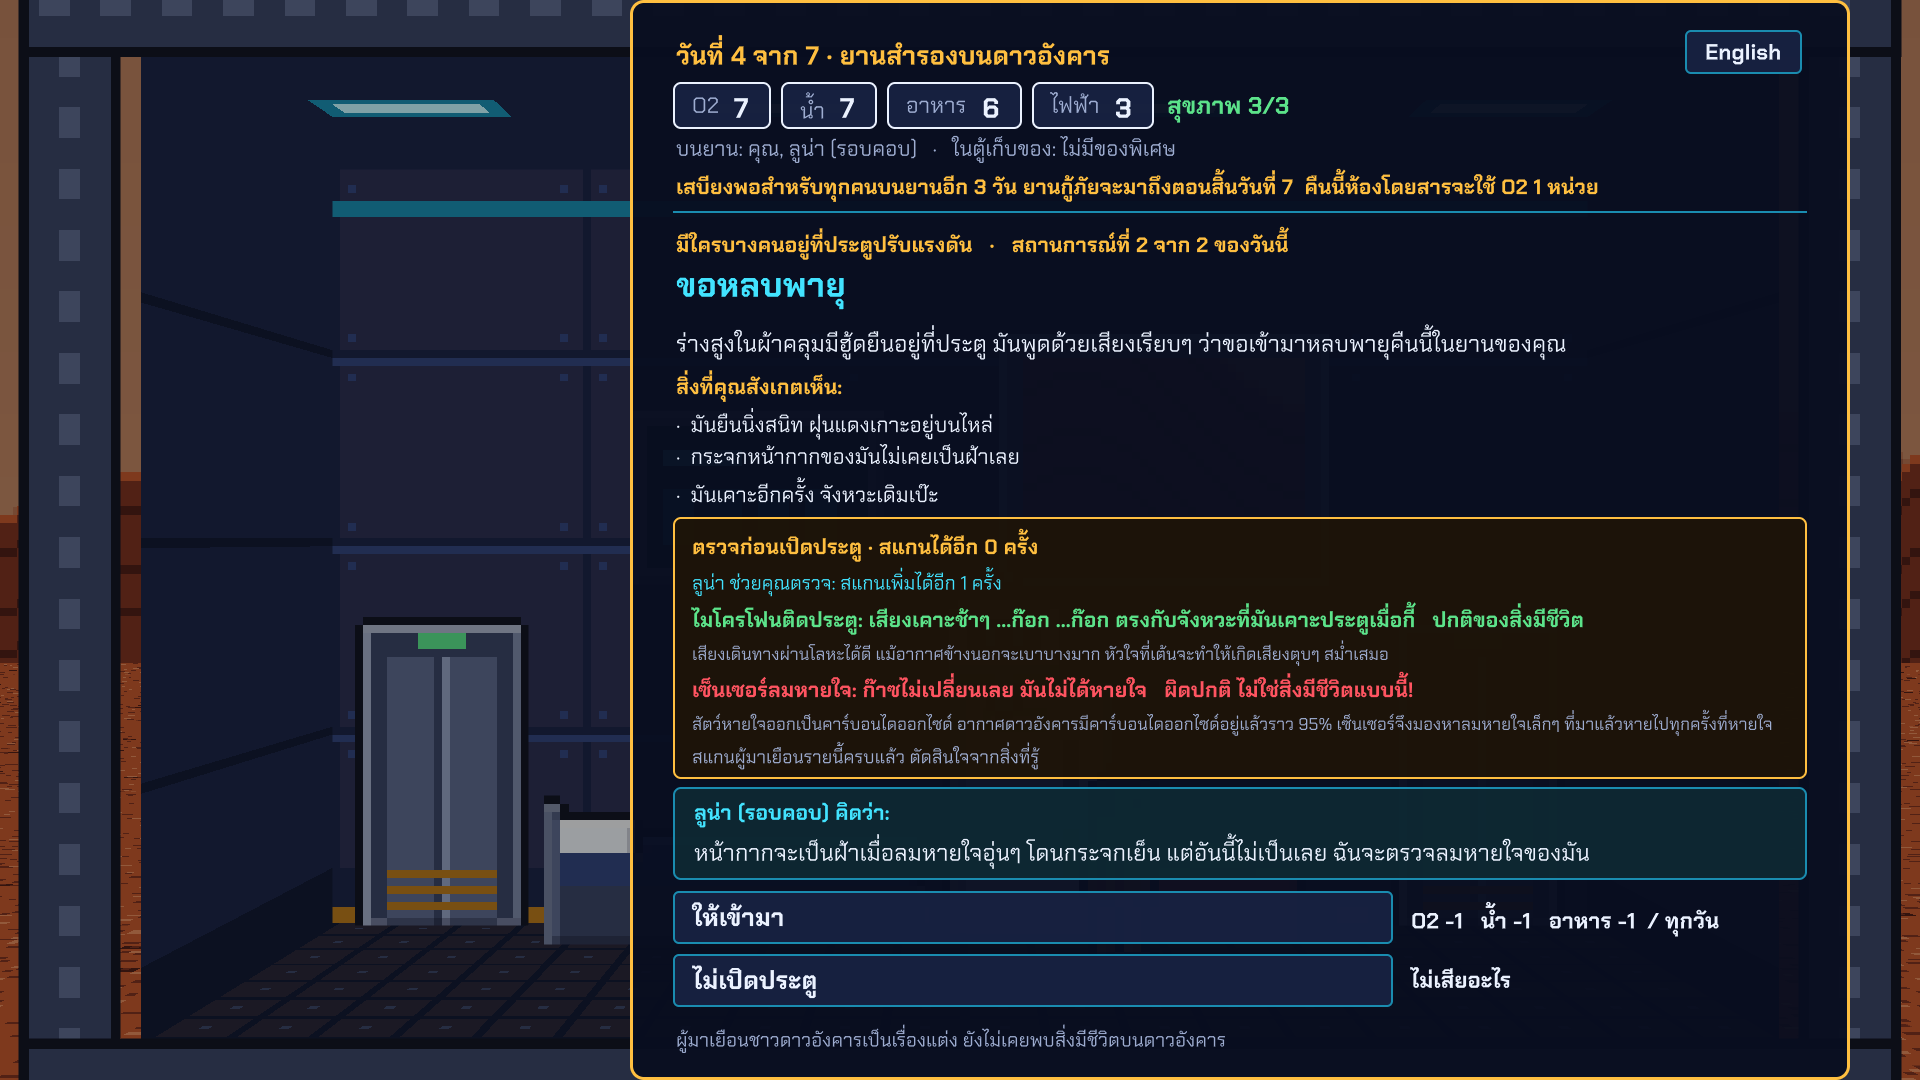 วันที่ 4 จาก 7 · ยานสำรองบนดาวอังคาร
English
O2 7 น้ำ 7 อาหาร 6 ไฟฟ้า 3 สุขภาพ 3/3
บนยาน: คุณ, ลูน่า (รอบคอบ) · ในตู้เก็บของ: ไม่มีของพิเศษ
เสบียงพอสำหรับทุกคนบนยานอีก 3 วัน ยานกู้ภัยจะมาถึงตอนสิ้นวันที่ 7 คืนนี้ห้องโดยสารจะใช้ O2 1 หน่วย
มีใครบางคนอยู่ที่ประตูปรับแรงดัน · สถานการณ์ที่ 2 จาก 2 ของวันนี้
ขอหลบพายุ
ร่างสูงในผ้าคลุมมีฮู้ดยืนอยู่ที่ประตู มันพูดด้วยเสียงเรียบๆ ว่าขอเข้ามาหลบพายุคืนนี้ในยานของคุณ
สิ่งที่คุณสังเกตเห็น:
· มันยืนนิ่งสนิท ฝุ่นแดงเกาะอยู่บนไหล่
· กระจกหน้ากากของมันไม่เคยเป็นฝ้าเลย
· มันเคาะอีกครั้ง จังหวะเดิมเป๊ะ
ตรวจก่อนเปิดประตู · สแกนได้อีก 0 ครั้ง
ลูน่า ช่วยคุณตรวจ: สแกนเพิ่มได้อีก 1 ครั้ง
ไมโครโฟนติดประตู: เสียงเคาะช้าๆ ...ก๊อก ...ก๊อก ตรงกับจังหวะที่มันเคาะประตูเมื่อกี้ ปกติของสิ่งมีชีวิต
เสียงเดินทางผ่านโลหะได้ดี แม้อากาศข้างนอกจะเบาบางมาก หัวใจที่เต้นจะทำให้เกิดเสียงตุบๆ สม่ำเสมอ
เซ็นเซอร์ลมหายใจ: ก๊าซไม่เปลี่ยนเลย มันไม่ได้หายใจ ผิดปกติ ไม่ใช่สิ่งมีชีวิตแบบนี้!
สัตว์หายใจออกเป็นคาร์บอนไดออกไซด์ อากาศดาวอังคารมีคาร์บอนไดออกไซด์อยู่แล้วราว 95% เซ็นเซอร์จึงมองหาลมหายใจเล็กๆ ที่มาแล้วหายไปทุกครั้งที่หายใจ
สแกนผู้มาเยือนรายนี้ครบแล้ว ตัดสินใจจากสิ่งที่รู้
ลูน่า (รอบคอบ) คิดว่า:
หน้ากากจะเป็นฝ้าเมื่อลมหายใจอุ่นๆ โดนกระจกเย็น แต่อันนี้ไม่เป็นเลย ฉันจะตรวจลมหายใจของมัน
ให้เข้ามา O2 -1 น้ำ -1 อาหาร -1 / ทุกวัน
ไม่เปิดประตู ไม่เสียอะไร
ผู้มาเยือนชาวดาวอังคารเป็นเรื่องแต่ง ยังไม่เคยพบสิ่งมีชีวิตบนดาวอังคาร